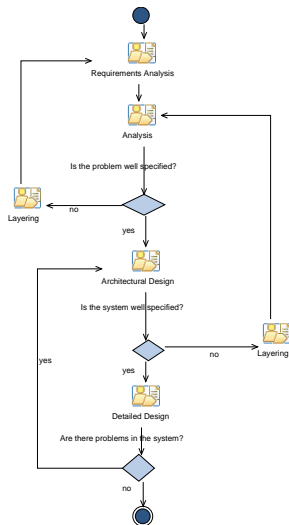 Requirements Analysis
Analysis
Is the problem well specified?
no
Layering
yes
Architectural Design
Is the system well specified?
no
Layering
yes
yes
Detailed Design
Are there problems in the system?
no